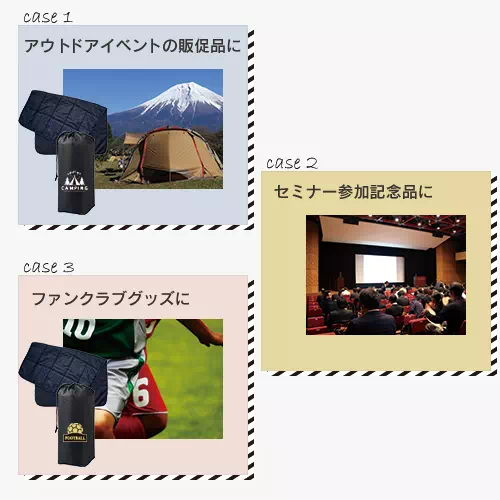 case 1
アウトドアイベントの販促品に
CAMPING
case 2
セミナー参加記念品に
case 3
ファンクラブグッズに
10
6
FOOTBALL